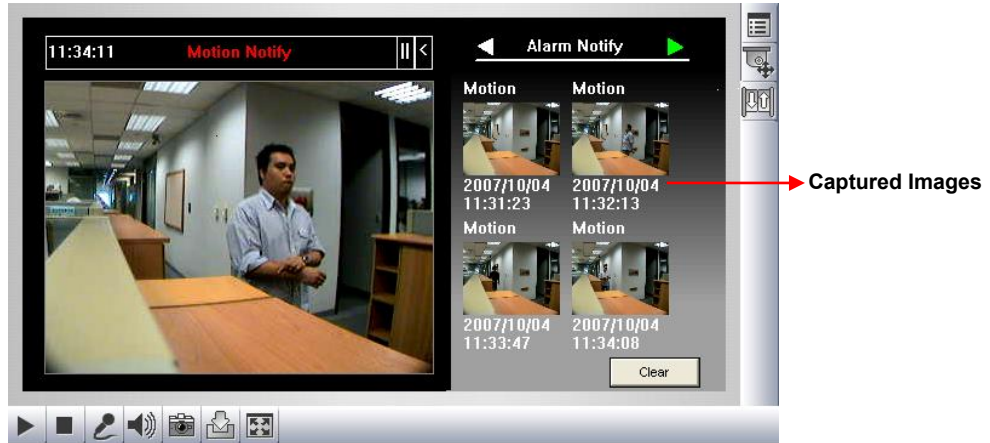 11:34:11 Motion Notify
Alarm Notify
Motion Motion
2007/10/04 2007/10/04
11:31:23 11:32:13
Captured Images
Motion Motion
2007/10/04 2007/10/04
11:33:47 11:34:08
Clear